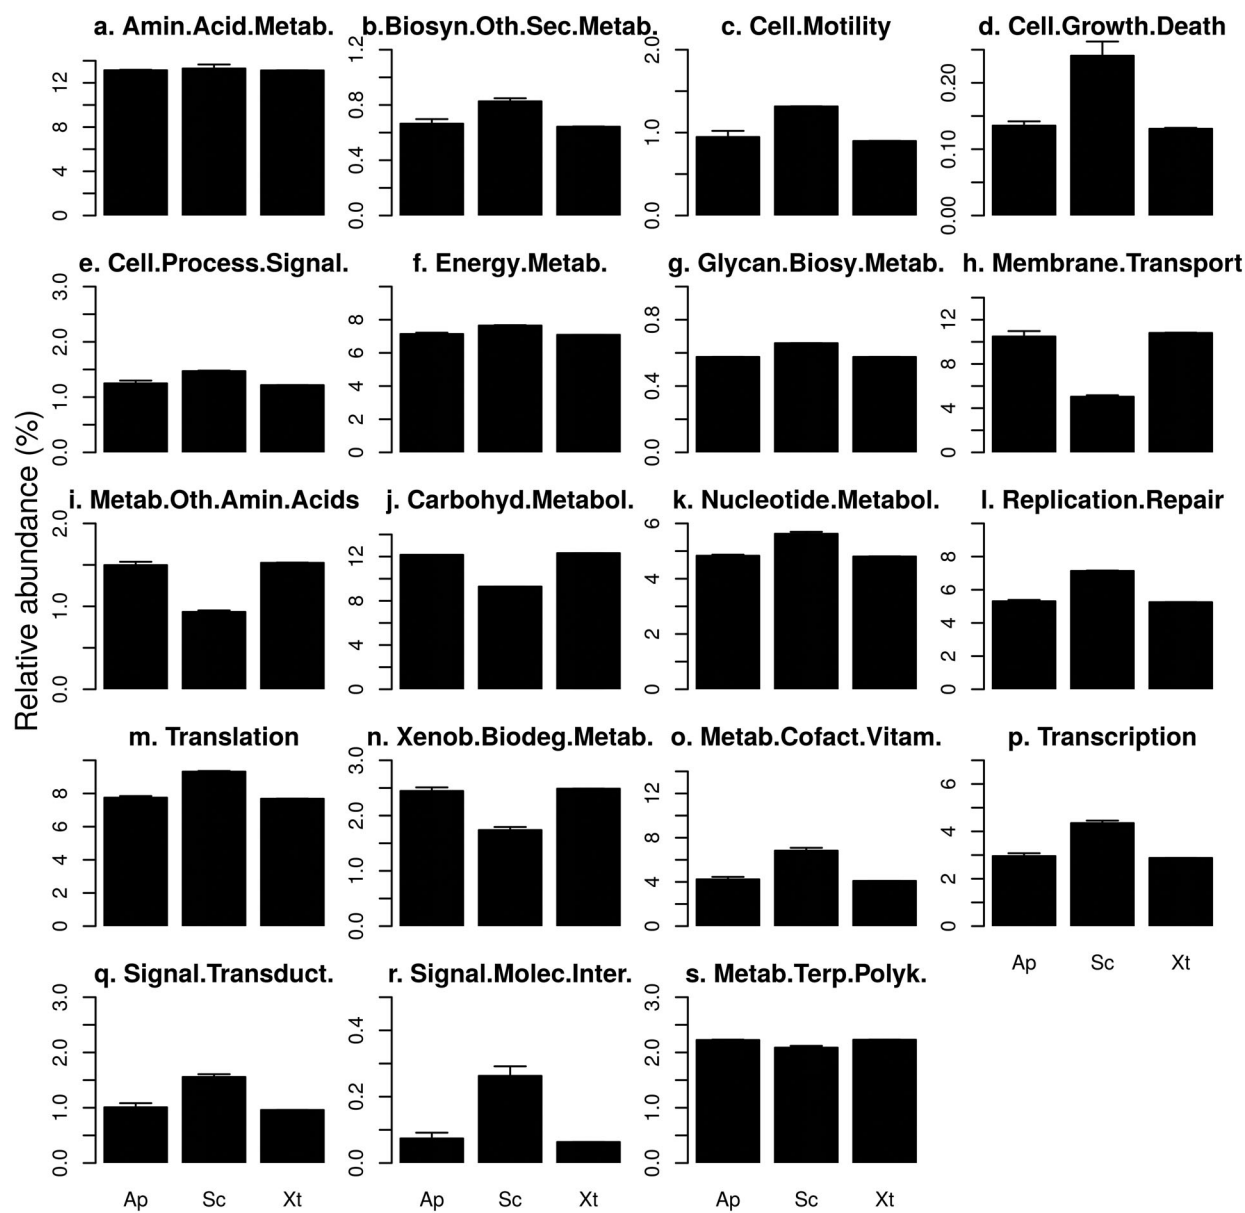 a. Amin.Acid.Metab.
0 4 8 12
b.Biosyn.Oth.Sec.Metab.
0.0 0.4 0.8 1.2
c. Cell.Motility
0.0 1.0 2.0
d. Cell.Growth.Death
0.00 0.10 0.20
e. Cell.Process.Signal.
0.0 1.0 2.0 3.0
f. Energy.Metab.
0 2 4 6 8
g. Glycan.Biosy.Metab.
0.0 0.4 0.8
h. Membrane.Transport
0 4 8 12
Relative abundance (%)
i. Metab.Oth.Amin.Acids
0.0 1.0 2.0
j. Carbohyd.Metabol.
0 4 8 12
k. Nucleotide.Metabol.
0 2 4 6
l. Replication.Repair
0 2 4 6 8
m. Translation
0 2 4 6 8
n. Xenob.Biodeg.Metab.
0.0 1.0 2.0 3.0
o. Metab.Cofact.Vitam.
0 4 8 12
p. Transcription
0 2 4 6
Ap Sc Xt
q. Signal.Transduct.
0.0 1.0 2.0 3.0
Ap Sc Xt
r. Signal.Molec.Inter.
0.0 0.2 0.4
Ap Sc Xt
s. Metab.Terp.Polyk.
0.0 1.0 2.0 3.0
Ap Sc Xt